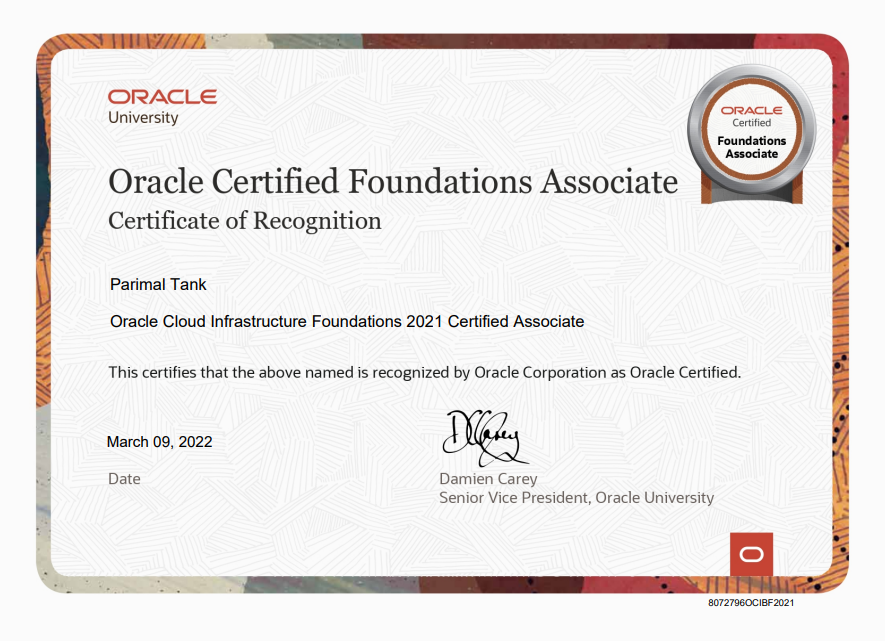 ORACLE
University
ORACLE
Certified
Foundations
Associate
Oracle Certified Foundations Associate
Certificate of Recognition
Parimal Tank
Oracle Cloud Infrastructure Foundations 2021 Certified Associate
This certifies that the above named is recognized by Oracle Corporation as Oracle Certified.
DCarey
March 09, 2022
Date
Damien Carey
Senior Vice President, Oracle University
8072796OCIBF2021